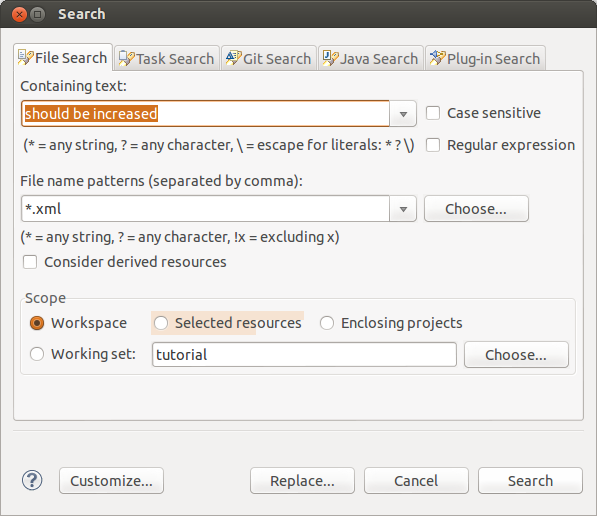 Search
File Search Task Search Git Search Java Search Plug-in Search
Containing text:
should be increased Case sensitive
(* = any string, ? = any character, \ = escape for literals: * ? \) Regular expression
File name patterns (separated by comma):
*.xml Choose...
(* = any string, ? = any character, !x = excluding x)
Consider derived resources
Scope
Workspace Selected resources Enclosing projects
Working set: tutorial Choose...
? Customize... Replace... Cancel Search